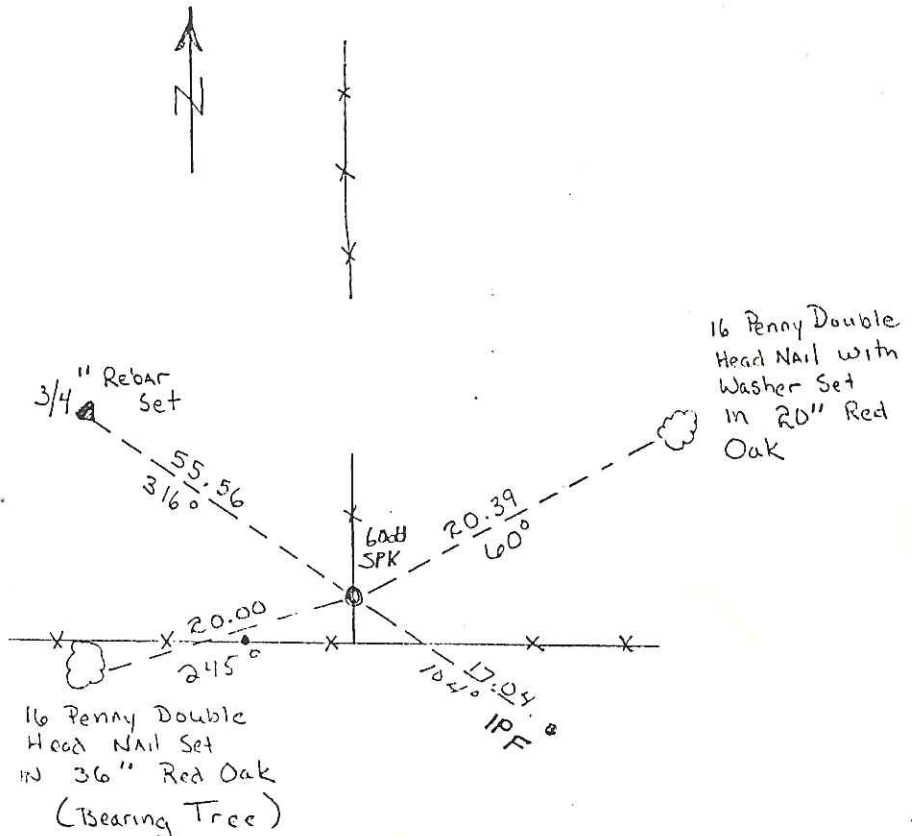 N
3/4" Rebar
Set
16 Penny Double
Head Nail with
Washer Set
in 20" Red
Oak
55.56
316°
60dH
SPK
20.39
60°
20.00
245°
17.04
104°
IPF
16 Penny Double
Head Nail Set
in 36" Red Oak
(Bearing Tree)